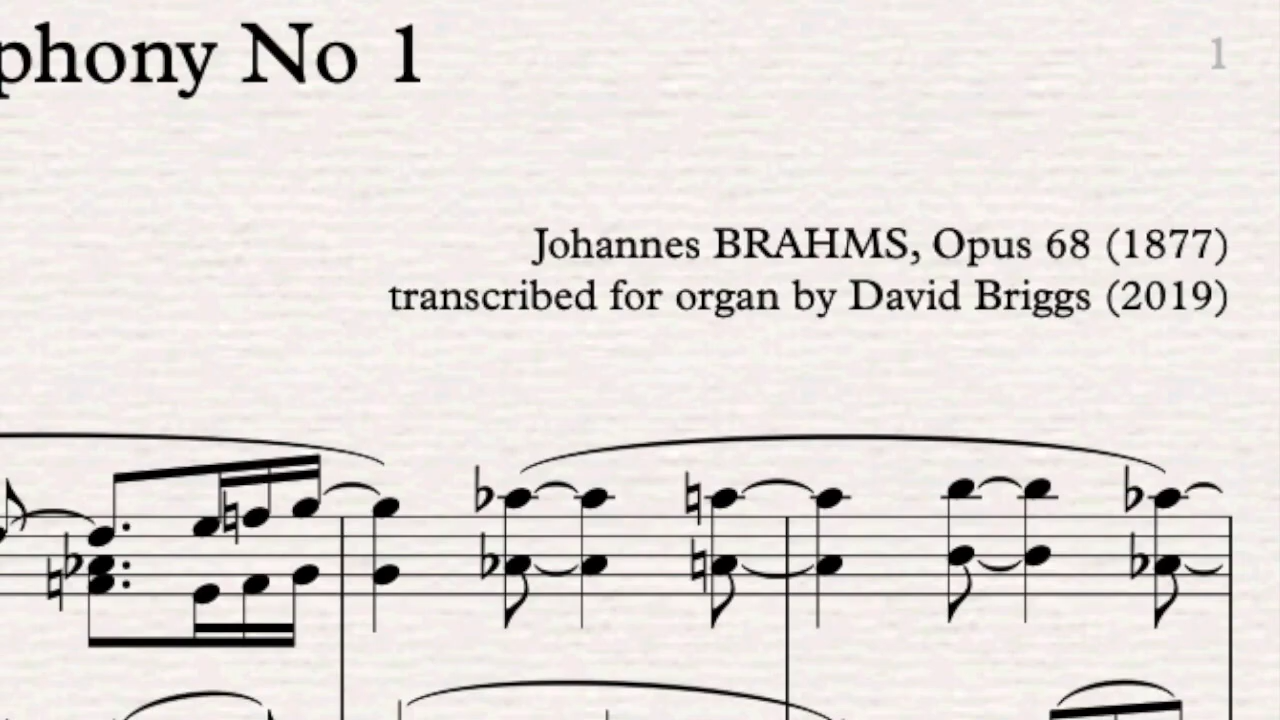 phony No 1
1
Johannes BRAHMS, Opus 68 (1877)
transcribed for organ by David Briggs (2019)